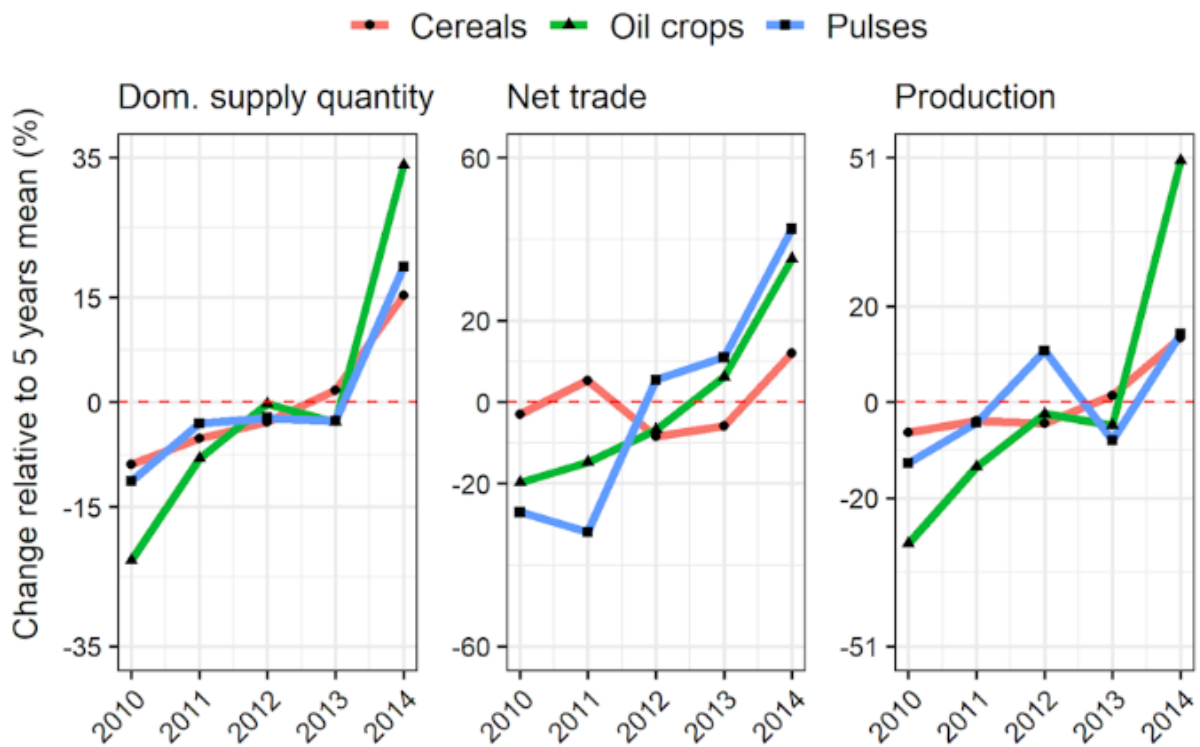 Cereals Oil crops Pulses
Dom. supply quantity Net trade Production
Change relative to 5 years mean (%)
35 60 51
15 20 20
0 0 0
-15 -20 -20
-35 -60 -51
2010 2011 2012 2013 2014 2010 2011 2012 2013 2014 2010 2011 2012 2013 2014